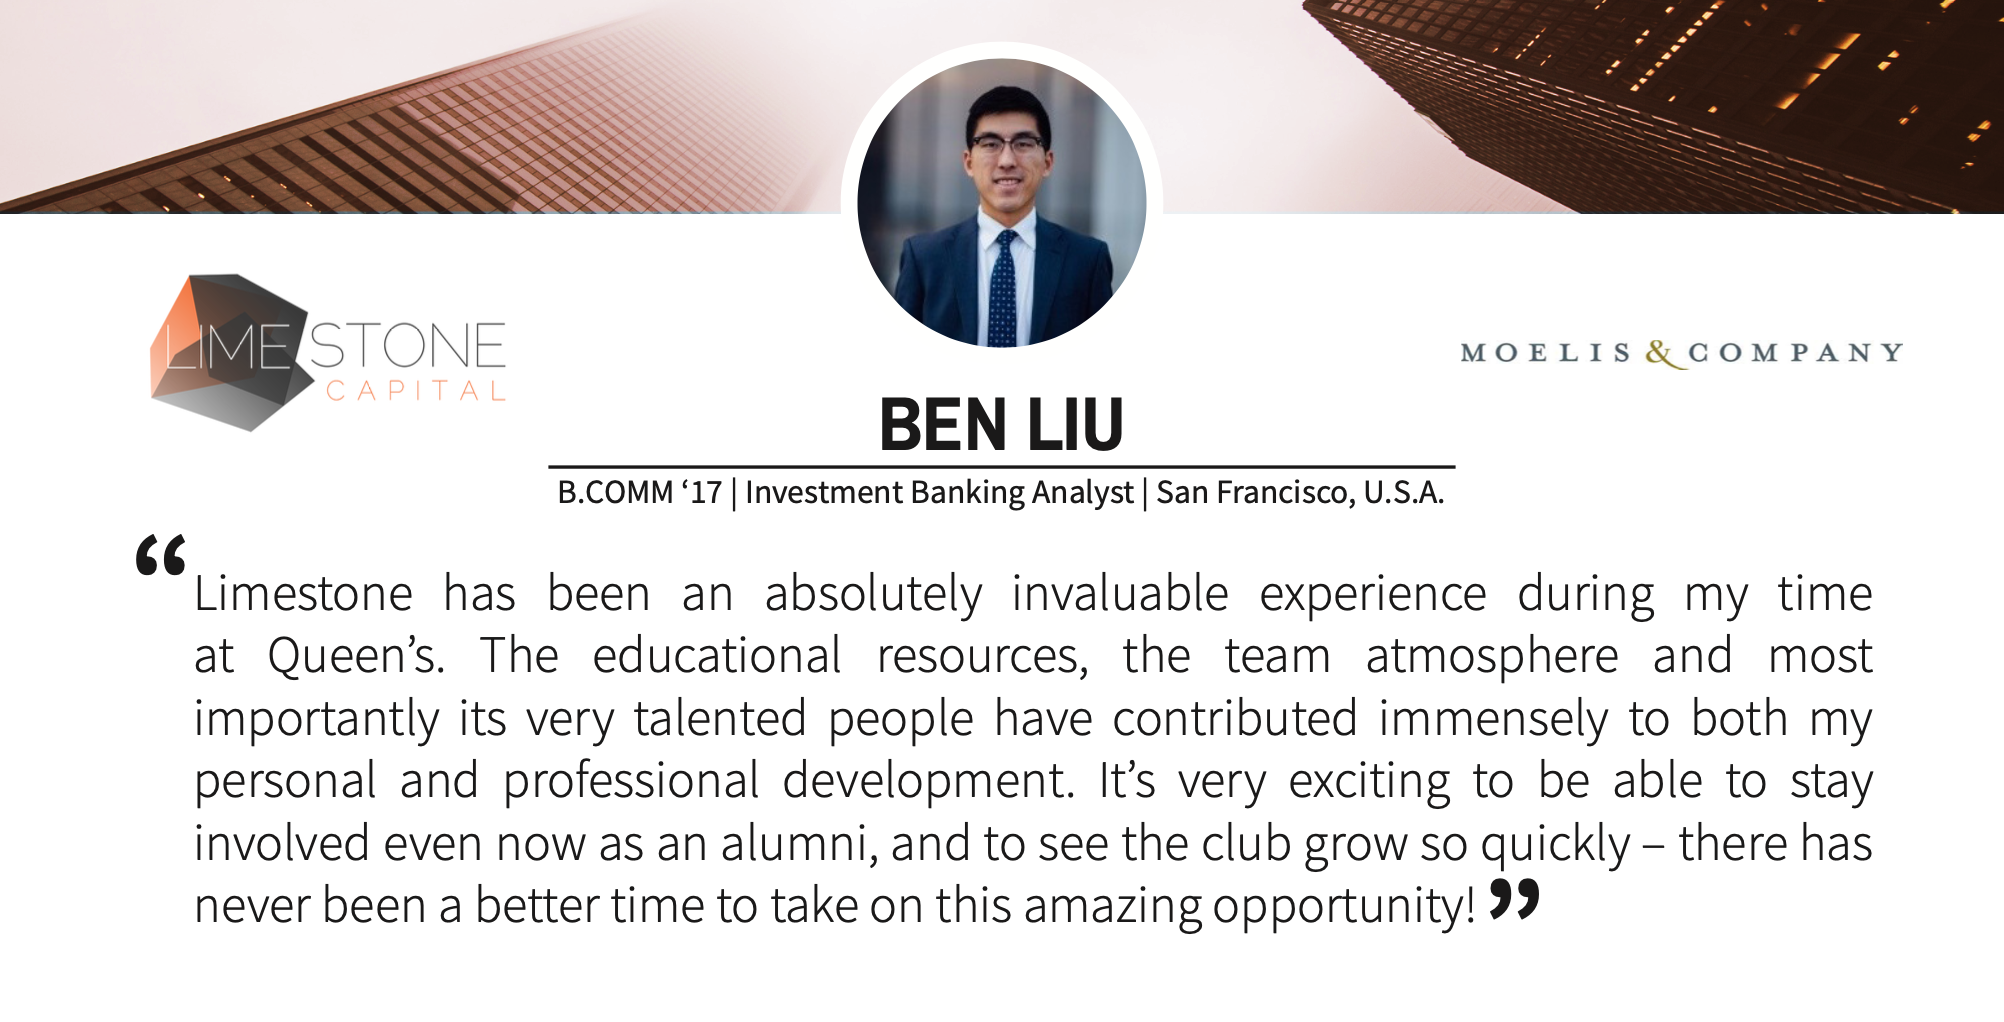 LIMESTONE
CAPITAL
MOELIS & COMPANY
BEN LIU
B.COMM ‘17 | Investment Banking Analyst | San Francisco, U.S.A.
“Limestone has been an absolutely invaluable experience during my time
at Queen’s. The educational resources, the team atmosphere and most
importantly its very talented people have contributed immensely to both my
personal and professional development. It’s very exciting to be able to stay
involved even now as an alumni, and to see the club grow so quickly – there has
never been a better time to take on this amazing opportunity!”